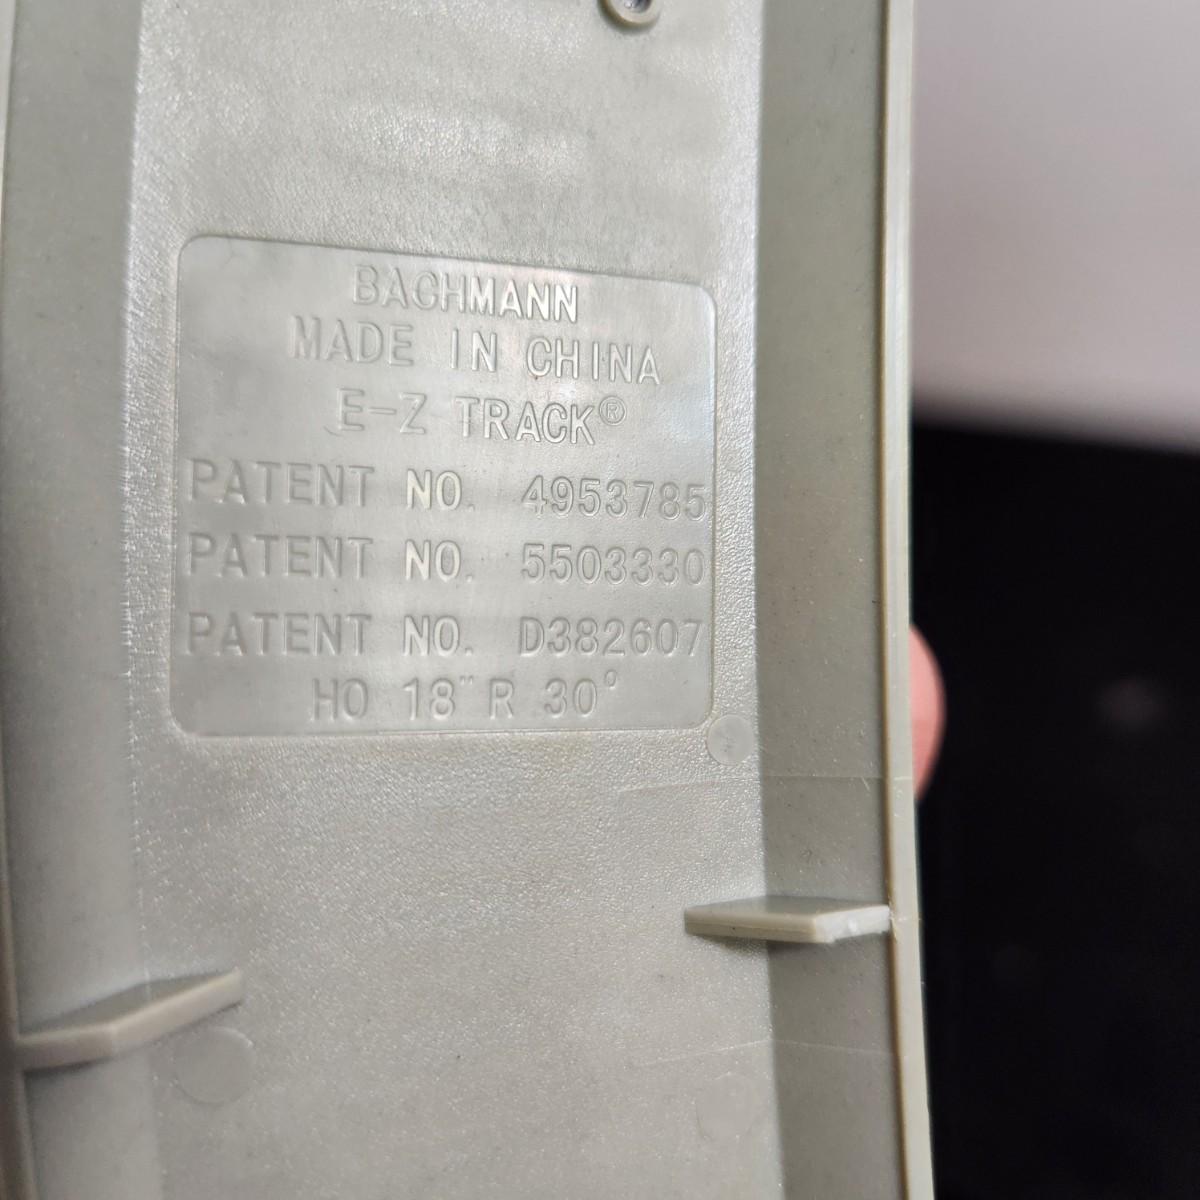 BACHMANN
MADE IN CHINA
E-Z TRACK®
PATENT NO. 4953785
PATENT NO. 5503330
PATENT NO. D382607
HO 18" R 30°